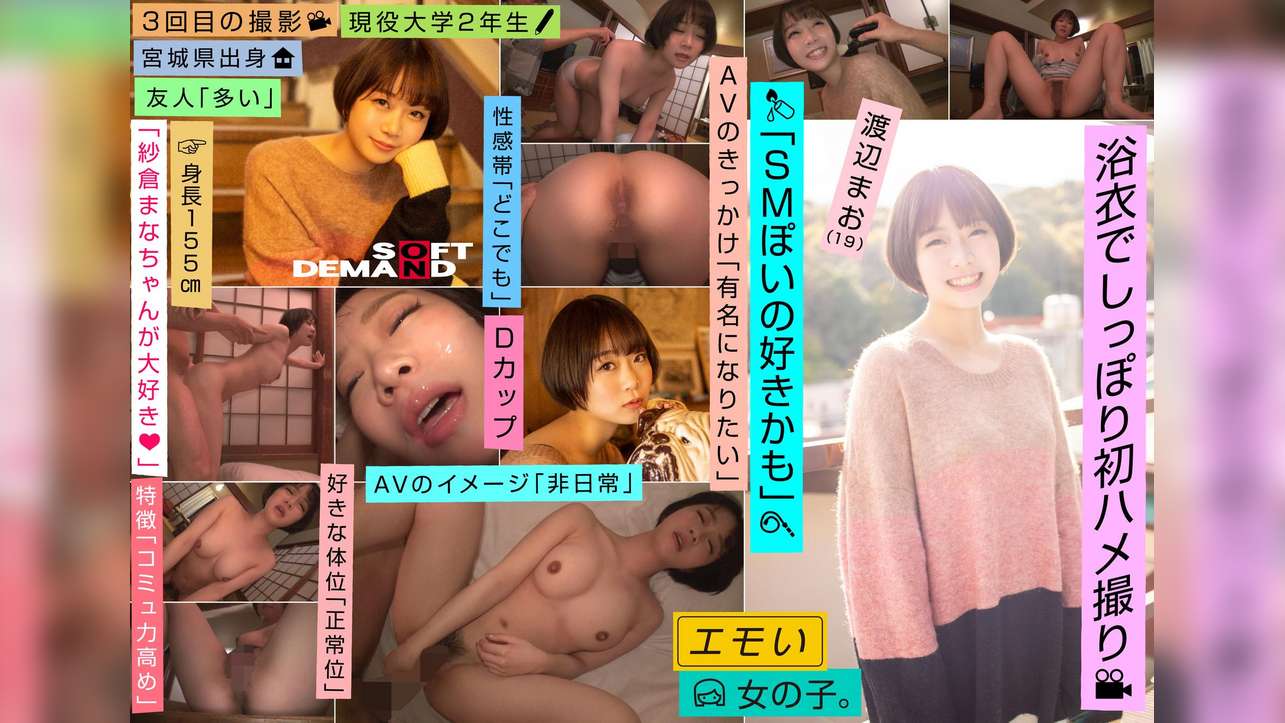 3回目の撮影
現役大学2年生
宮城県出身
友人「多い」
「紗倉まなちゃんが大好き♥」
☞身長155㎝
SOFT
DEMAND
ON
性感帯「どこでも」
Dカップ
AVのきっかけ「有名になりたい」
「SMぽいの好きかも」
渡辺まお
(19)
浴衣でしっぽり初ハメ撮り
特徴「コミュ力高め」
好きな体位「正常位」
AVのイメージ「非日常」
エモい
女の子。